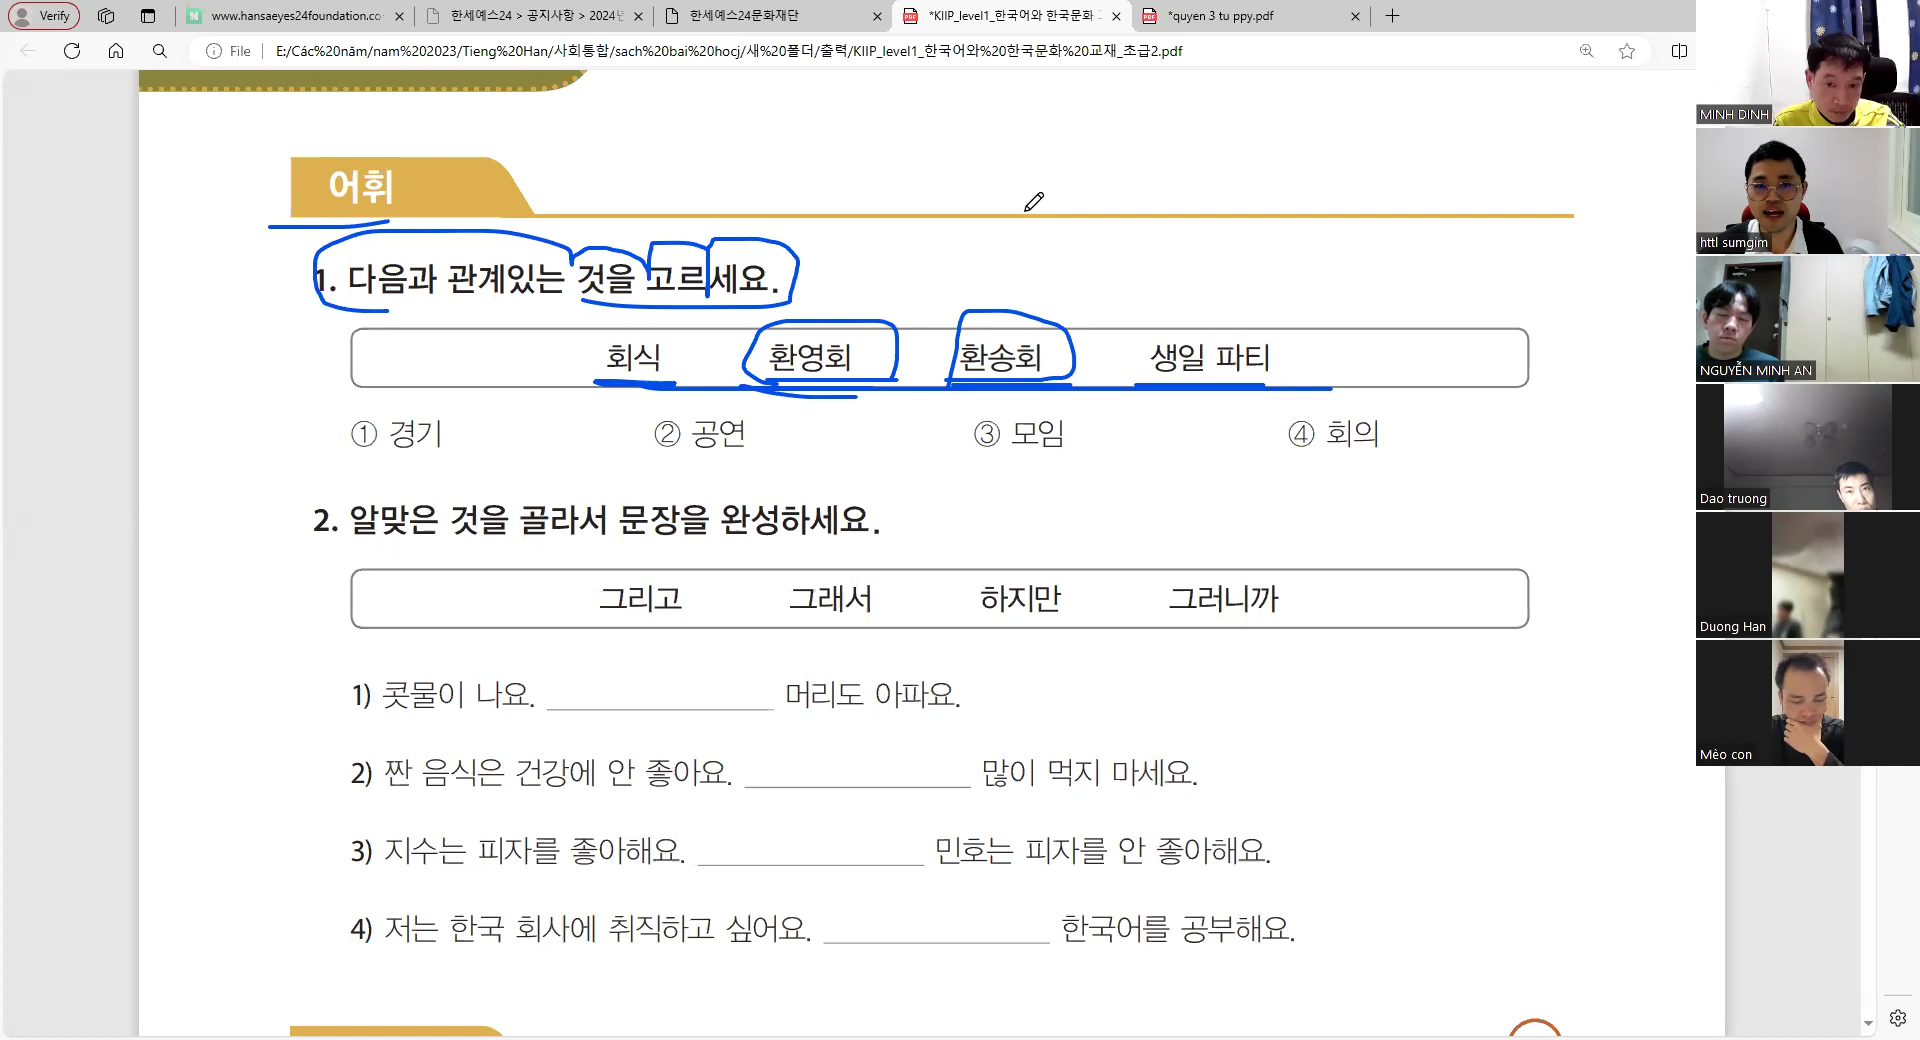 Verify
www.hansaeyes24foundation.co
한세예스24 > 공지사항 > 2024년
한세예스24문화재단
*KIIP_level1_한국어와 한국문화
*quyen 3 tu ppy.pdf
File
E:/Các%20năm/nam%202023/Tieng%20Han/사회통합/sach%20bai%20hocj/새%20폴더/출력/KIIP_level1_한국어와%20한국문화%20교재_초급2.pdf
어휘
1. 다음과 관계있는 것을 고르세요.
회식 환영회 환송회 생일 파티
① 경기 ② 공연 ③ 모임 ④ 회의
2. 알맞은 것을 골라서 문장을 완성하세요.
그리고 그래서 하지만 그러니까
1) 콧물이 나요. ____________ 머리도 아파요.
2) 짠 음식은 건강에 안 좋아요. ____________ 많이 먹지 마세요.
3) 지수는 피자를 좋아해요. ____________ 민호는 피자를 안 좋아해요.
4) 저는 한국 회사에 취직하고 싶어요. ____________ 한국어를 공부해요.
MINH DINH
httl sumgim
NGUYỄN MINH AN
Dao truong
Duong Han
Mèo con